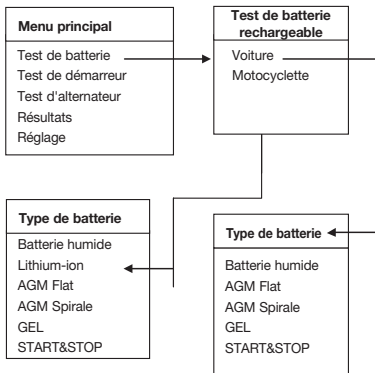 Menu principal
Test de batterie
Test de démarreur
Test d'alternateur
Résultats
Réglage
Test de batterie
rechargeable
Voiture
Motocyclette
Type de batterie
Batterie humide
Lithium-ion
AGM Flat
AGM Spirale
GEL
START&STOP
Type de batterie
Batterie humide
AGM Flat
AGM Spirale
GEL
START&STOP